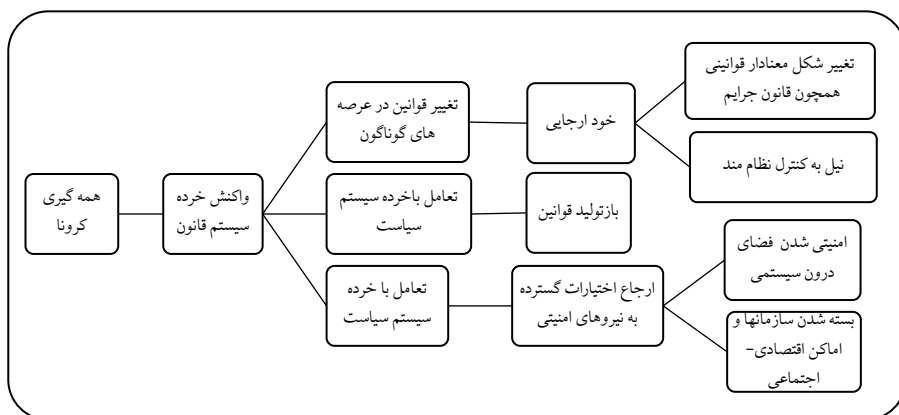 همه گیری
کرونا
واکنش خرده
سیستم قانون
تغییر قوانین در عرصه
های گوناگون
خود ارجایی
تغییر شکل معنادار قوانینی
همچون قانون جرایم
نیل به کنترل نظام مند
تعامل باخرده سیستم
سیاست
بازتولید قوانین
تعامل با خرده
سیستم سیاست
ارجاع اختیارات گسترده
به نیروهای امنیتی
امنیتی شدن فضای
درون سیستمی
بسته شدن سازمانها و
اماکن اقتصادی-
اجتماعی